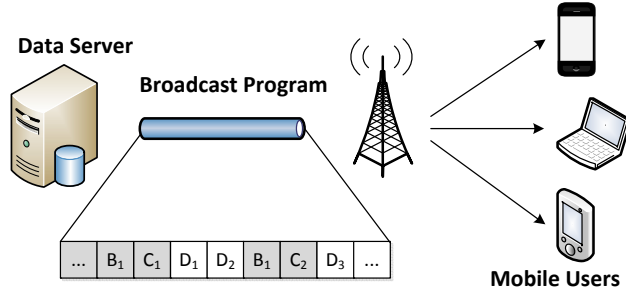 Data Server
Broadcast Program
... B₁ C₁ D₁ D₂ B₁ C₂ D₃ ...
Mobile Users